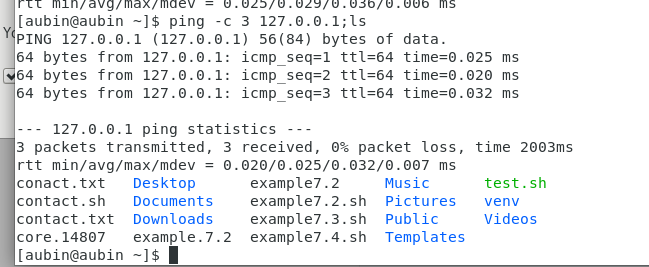 rtt min/avg/max/mdev = 0.025/0.029/0.036/0.006 ms
[aubin@aubin ~]$ ping -c 3 127.0.0.1;ls
PING 127.0.0.1 (127.0.0.1) 56(84) bytes of data.
64 bytes from 127.0.0.1: icmp_seq=1 ttl=64 time=0.025 ms
64 bytes from 127.0.0.1: icmp_seq=2 ttl=64 time=0.020 ms
64 bytes from 127.0.0.1: icmp_seq=3 ttl=64 time=0.032 ms
--- 127.0.0.1 ping statistics ---
3 packets transmitted, 3 received, 0% packet loss, time 2003ms
rtt min/avg/max/mdev = 0.020/0.025/0.032/0.007 ms
conact.txt Desktop example7.2 Music test.sh
contact.sh Documents example7.2.sh Pictures venv
contact.txt Downloads example7.3.sh Public Videos
core.14807 example.7.2 example7.4.sh Templates
[aubin@aubin ~]$